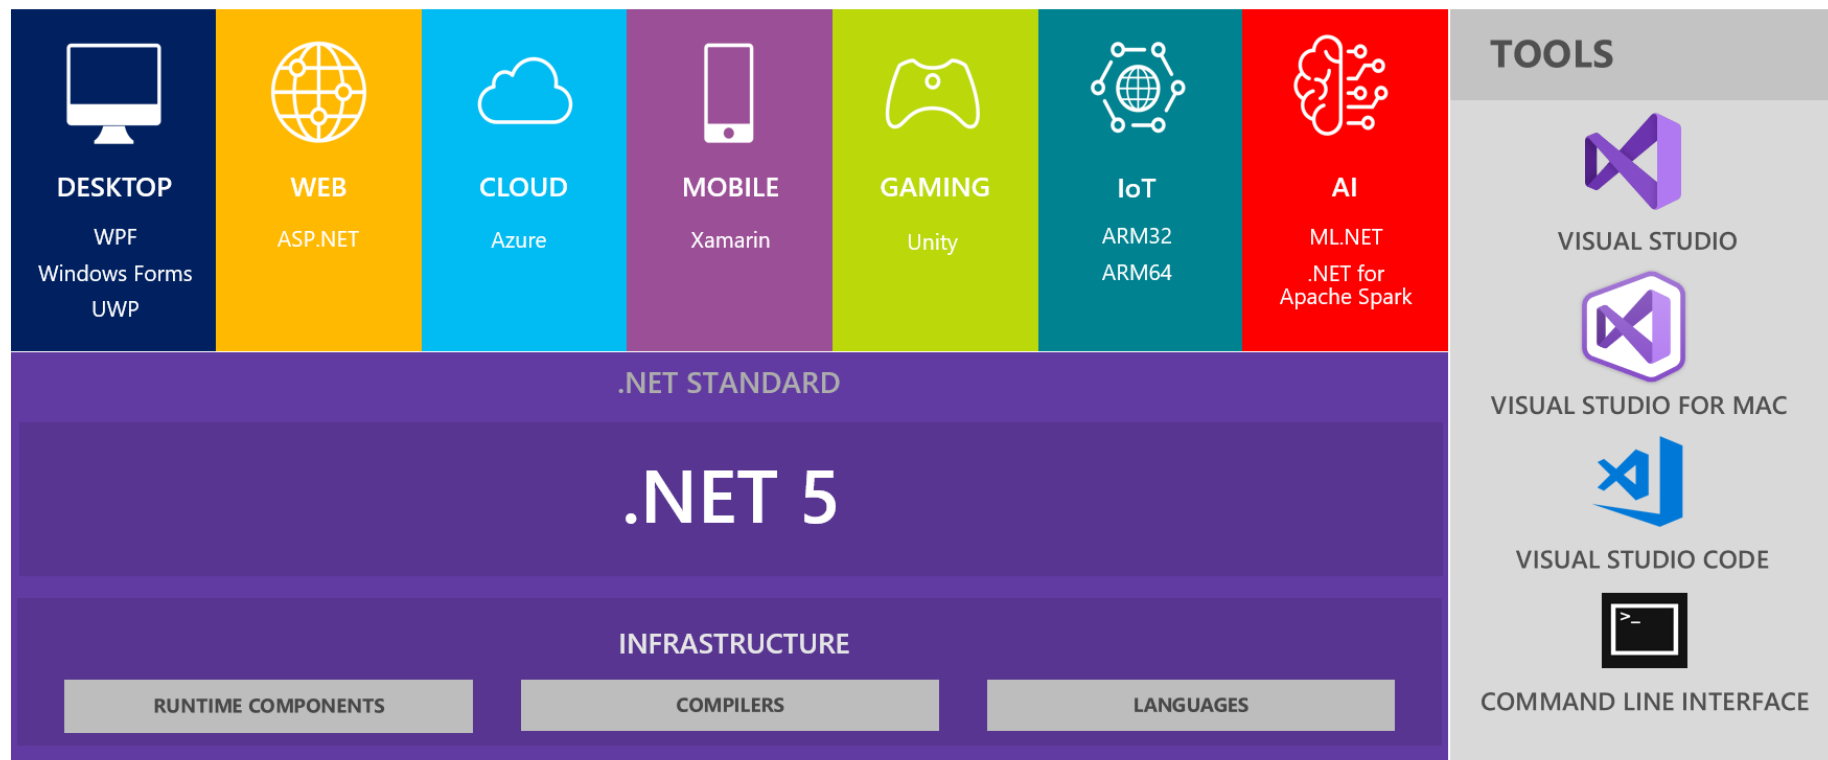 DESKTOP
WPF
Windows Forms
UWP
WEB
ASP.NET
CLOUD
Azure
MOBILE
Xamarin
GAMING
Unity
IoT
ARM32
ARM64
AI
ML.NET
.NET for
Apache Spark
.NET STANDARD
.NET 5
INFRASTRUCTURE
RUNTIME COMPONENTS
COMPILERS
LANGUAGES
TOOLS
VISUAL STUDIO
VISUAL STUDIO FOR MAC
VISUAL STUDIO CODE
>_
COMMAND LINE INTERFACE